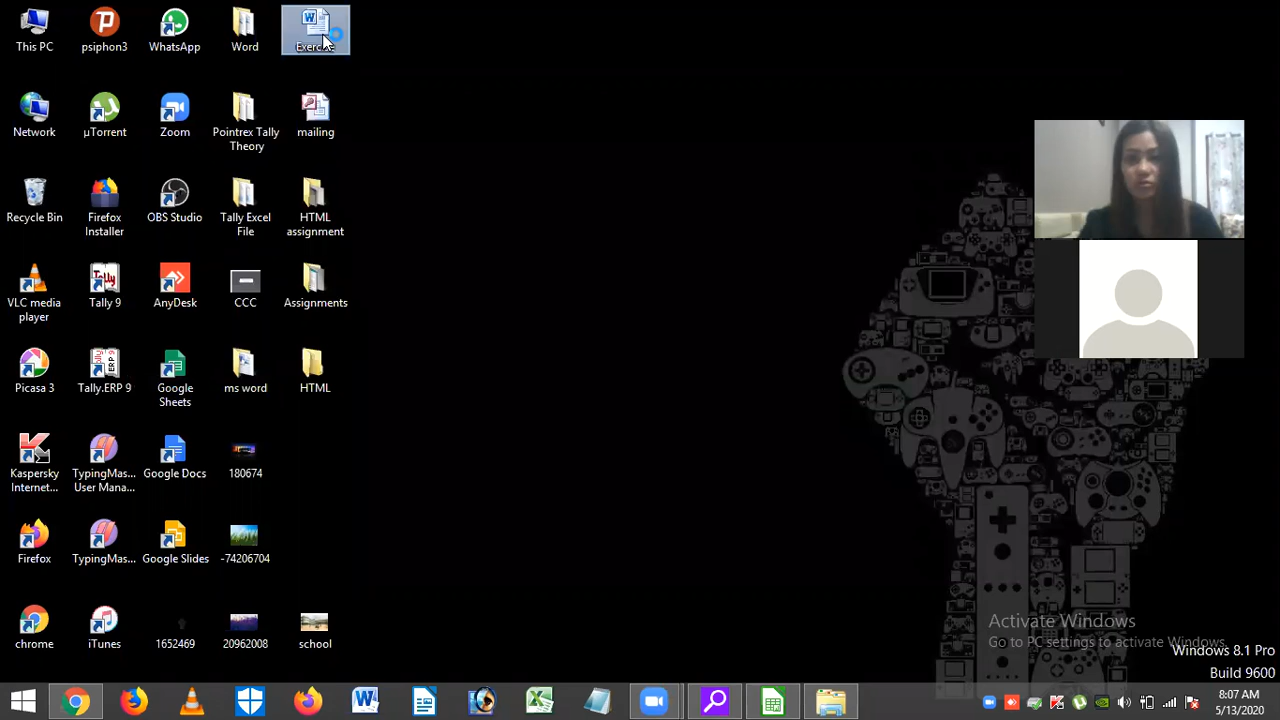 This PC
psiphon3
WhatsApp
Word
Network
µTorrent
Zoom
Pointrex Tally
Theory
mailing
Recycle Bin
Firefox
Installer
OBS Studio
Tally Excel
File
HTML
assignment
VLC media
player
Tally 9
AnyDesk
CCC
Assignments
Picasa 3
Tally.ERP 9
Google
Sheets
ms word
HTML
Kaspersky
Internet...
TypingMas...
User Mana...
Google Docs
180674
Firefox
TypingMas...
Google Slides
-74206704
chrome
iTunes
1652469
20962008
school
Activate Windows
Go to PC settings to activate Windows.
Windows 8.1 Pro
Build 9600
8:07 AM
5/13/2020